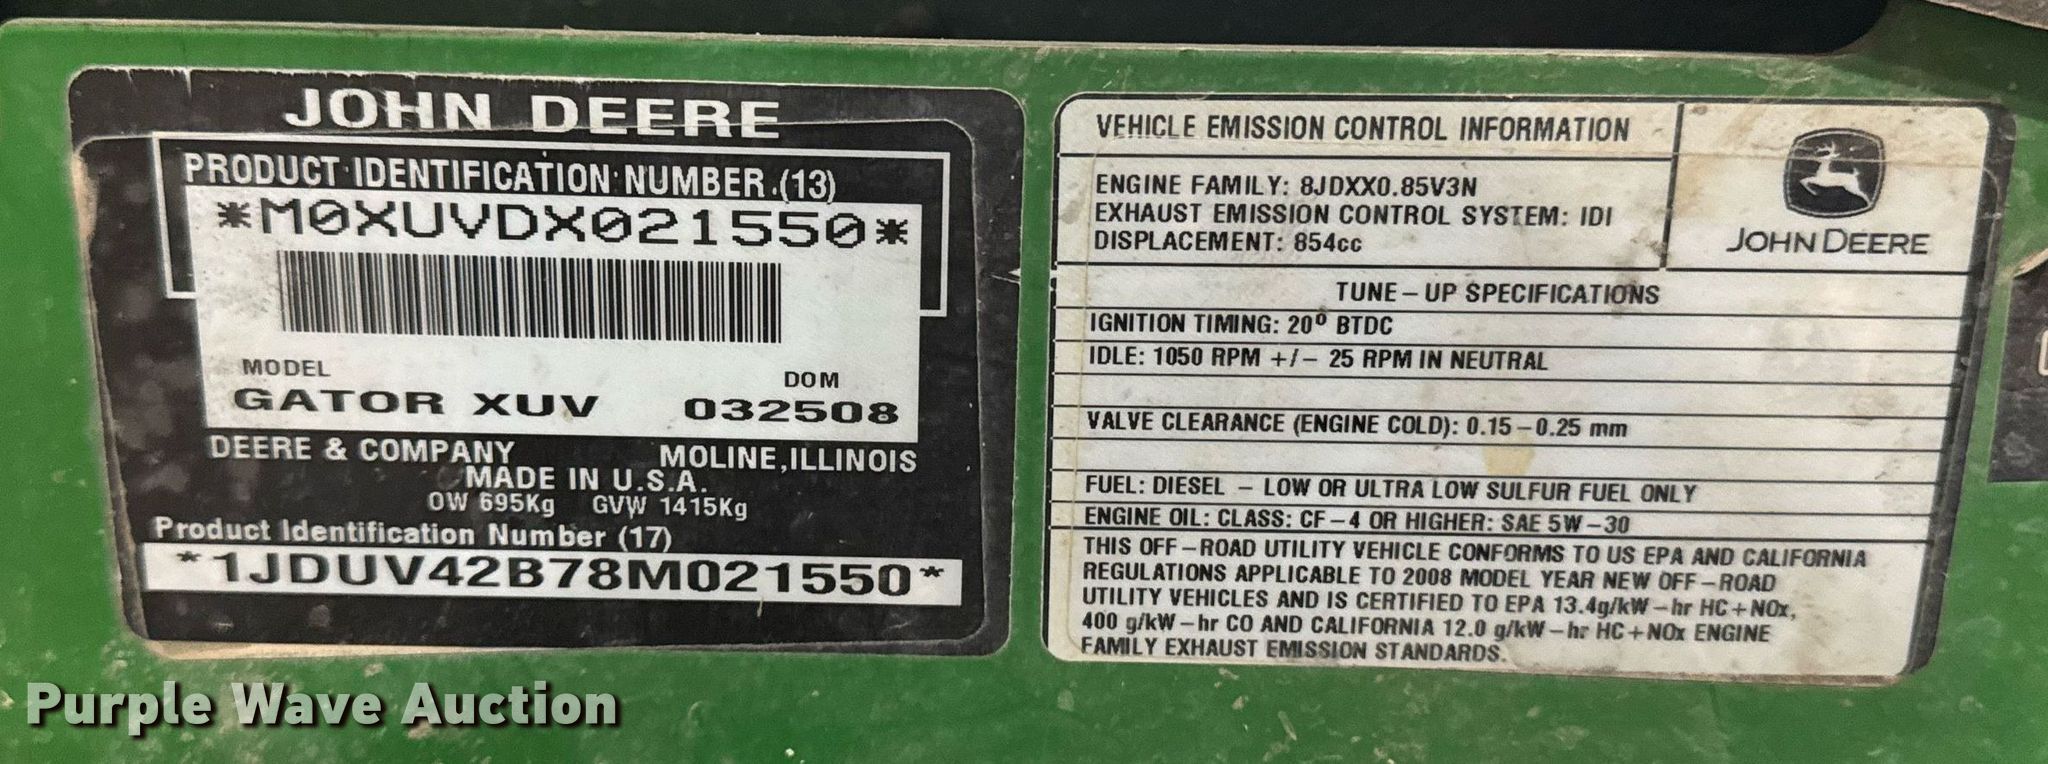 JOHN DEERE
PRODUCT IDENTIFICATION NUMBER (13)
*M0XUVDX021550*
MODEL
DOM
GATOR XUV 032508
DEERE & COMPANY MOLINE, ILLINOIS
MADE IN U.S.A.
OW 695Kg GVW 1415Kg
Product Identification Number (17)
*1JDUV42B78M021550*
VEHICLE EMISSION CONTROL INFORMATION
ENGINE FAMILY: 8JDXX0.85V3N
EXHAUST EMISSION CONTROL SYSTEM: IDI
DISPLACEMENT: 854cc
JOHN DEERE
TUNE-UP SPECIFICATIONS
IGNITION TIMING: 20º BTDC
IDLE: 1050 RPM +/- 25 RPM IN NEUTRAL
VALVE CLEARANCE (ENGINE COLD): 0.15-0.25 mm
FUEL: DIESEL - LOW OR ULTRA LOW SULFUR FUEL ONLY
ENGINE OIL: CLASS: CF-4 OR HIGHER: SAE 5W-30
THIS OFF-ROAD UTILITY VEHICLE CONFORMS TO US EPA AND CALIFORNIA
REGULATIONS APPLICABLE TO 2008 MODEL YEAR NEW OFF-ROAD
UTILITY VEHICLES AND IS CERTIFIED TO EPA 13.4g/kW-hr HC+NOx,
400 g/kW-hr CO AND CALIFORNIA 12.0 g/kW-hr HC+NOx ENGINE
FAMILY EXHAUST EMISSION STANDARDS.
Purple Wave Auction